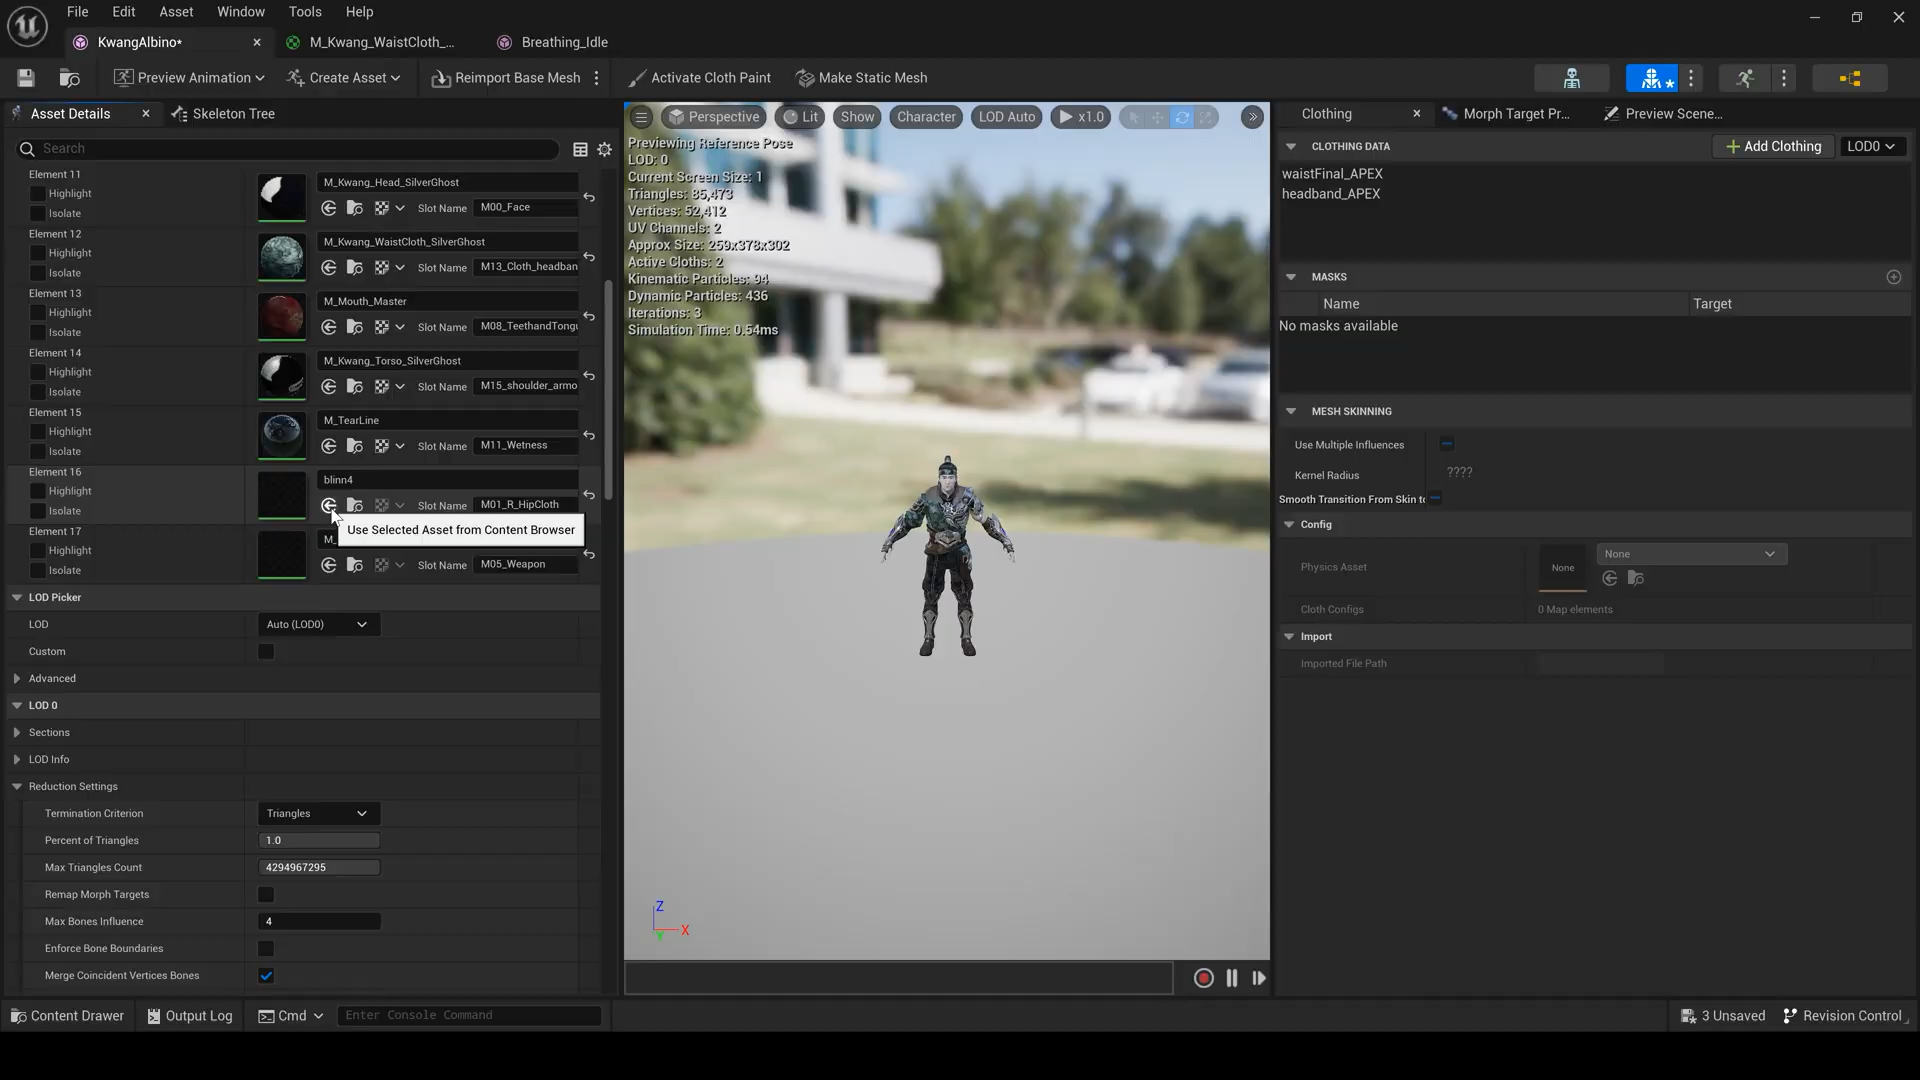 File Edit Asset Window Tools Help
KwangAlbino* M_Kwang_WaistCloth_... Breathing_Idle
Preview Animation Create Asset Reimport Base Mesh Activate Cloth Paint Make Static Mesh
Asset Details Skeleton Tree
Search
Element 11
Highlight
Isolate
M_Kwang_Head_SilverGhost
Slot Name M00_Face
Element 12
Highlight
Isolate
M_Kwang_WaistCloth_SilverGhost
Slot Name M13_Cloth_headban
Element 13
Highlight
Isolate
M_Mouth_Master
Slot Name M08_TeethandTongu
Element 14
Highlight
Isolate
M_Kwang_Torso_SilverGhost
Slot Name M15_shoulder_armo
Element 15
Highlight
Isolate
M_TearLine
Slot Name M11_Wetness
Element 16
Highlight
Isolate
blinn4
Slot Name M01_R_HipCloth
Use Selected Asset from Content Browser
Element 17
Highlight
Isolate
M_
Slot Name M05_Weapon
LOD Picker
LOD Auto (LOD0)
Custom
Advanced
LOD 0
Sections
LOD Info
Reduction Settings
Termination Criterion Triangles
Percent of Triangles 1.0
Max Triangles Count 4294967295
Remap Morph Targets
Max Bones Influence 4
Enforce Bone Boundaries
Merge Coincident Vertices Bones
Perspective Lit Show Character LOD Auto x1.0
Previewing Reference Pose
LOD: 0
Current Screen Size: 1
Triangles: 85,473
Vertices: 52,412
UV Channels: 2
Approx Size: 259x378x302
Active Cloths: 2
Kinematic Particles: 94
Dynamic Particles: 436
Iterations: 3
Simulation Time: 0.54ms
Z
X
Y
Clothing Morph Target Pr... Preview Scene...
CLOTHING DATA + Add Clothing LOD0
waistFinal_APEX
headband_APEX
MASKS
Name Target
No masks available
MESH SKINNING
Use Multiple Influences
Kernel Radius ????
Smooth Transition From Skin to
Config
Physics Asset None None
Cloth Configs 0 Map elements
Import
Imported File Path
Content Drawer Output Log Cmd Enter Console Command 3 Unsaved Revision Control